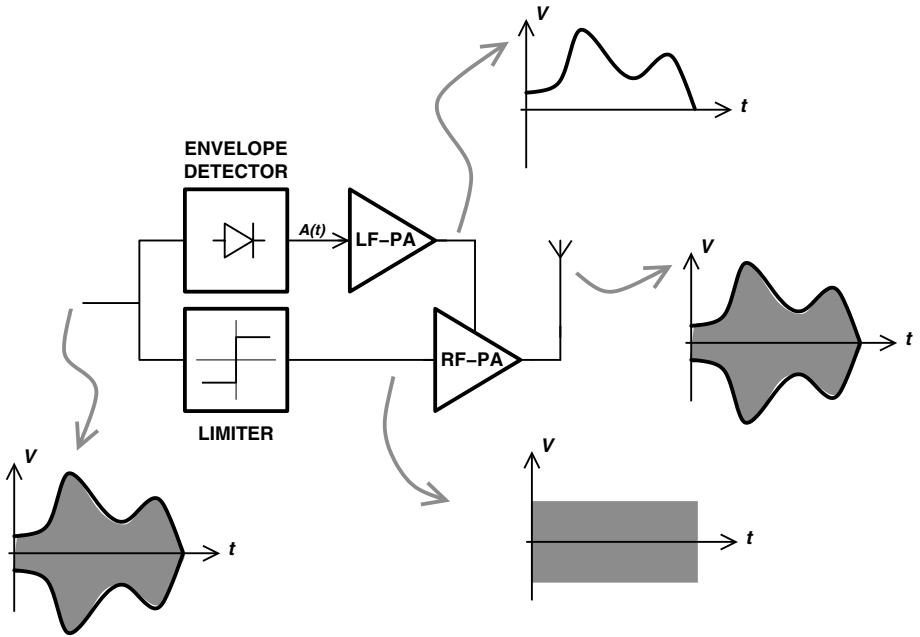 V
t
ENVELOPE
DETECTOR
A(t)
LF–PA
V
t
RF–PA
LIMITER
V
t
V
t